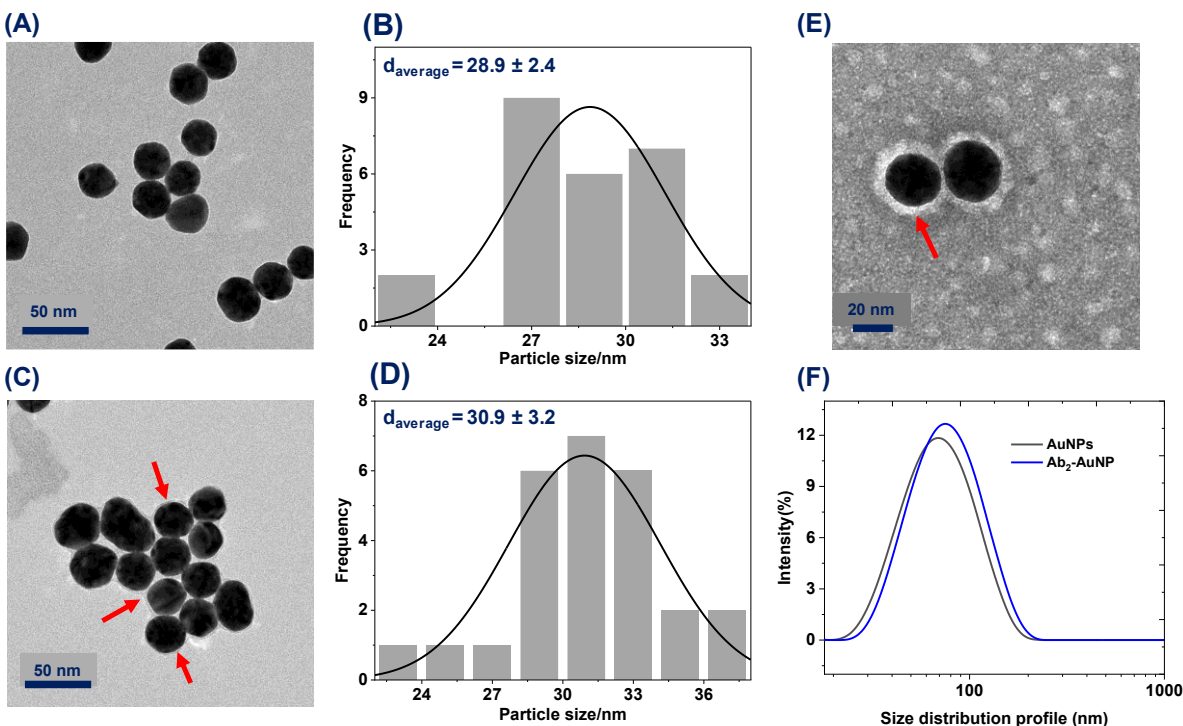 (A)
50 nm
(B)
d_average = 28.9 ± 2.4
Frequency
9
6
3
0
24
27
30
33
Particle size/nm
(E)
20 nm
(C)
50 nm
(D)
d_average = 30.9 ± 3.2
Frequency
8
6
4
2
0
24
27
30
33
36
Particle size/nm
(F)
AuNPs
Ab₂-AuNP
Intensity (%)
12
9
6
3
0
100
1000
Size distribution profile (nm)